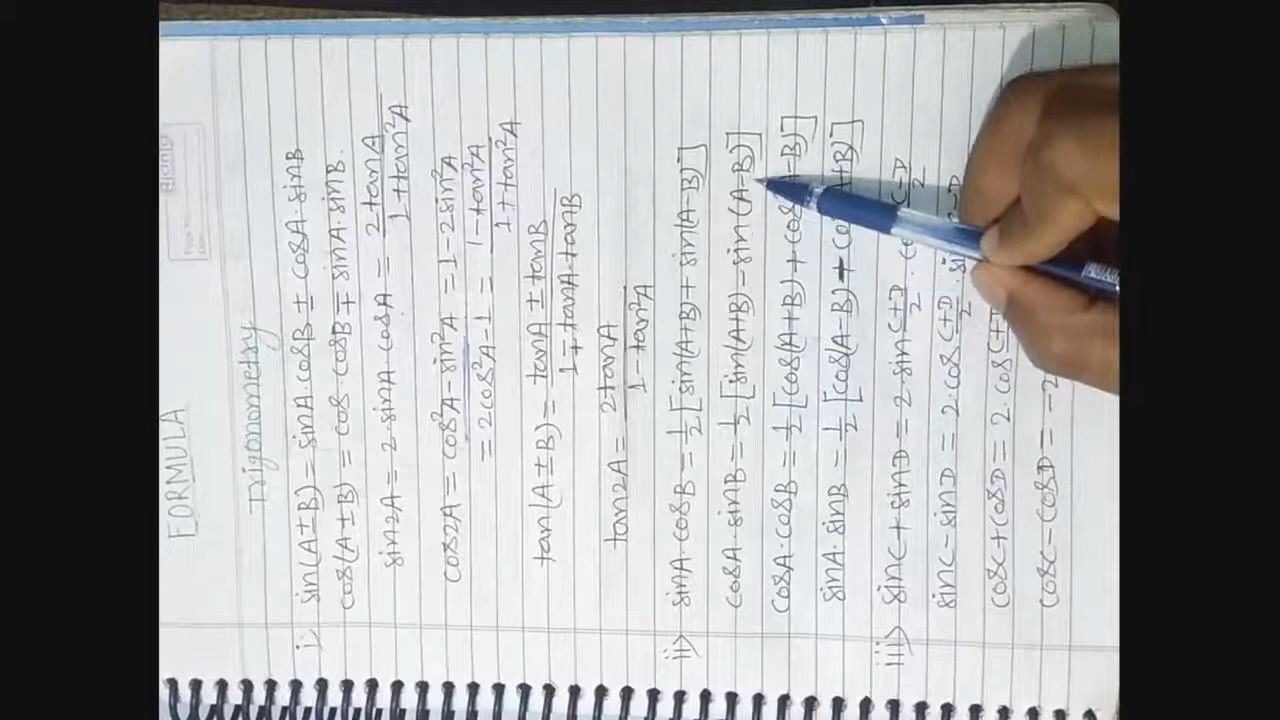 FORMULA
Trigonometry
i> sin(A±B) = sinA.cosB ± cosA.sinB
cos(A±B) = cos.cosB ∓ sinA.sinB.
sin2A = 2.sinA.cosA = 2tanA / 1+tan²A
cos2A = cos²A-sin²A = 1-2sin²A
= 2cos²A-1 = 1-tan²A / 1+tan²A
tan(A±B) = tanA±tanB / 1∓tanA.tanB
tan2A = 2tanA / 1-tan²A
ii> sinA.cosB = 1/2[sin(A+B)+sin(A-B)]
cosA.sinB = 1/2[sin(A+B)-sin(A-B)]
cosA.cosB = 1/2[cos(A+B)+cos(A-B)]
sinA.sinB = 1/2[cos(A-B)+co A+B)]
iii> sinC+sinD = 2.sin C+D/2 . co C-D/2
sinC-sinD = 2.cos C+D/2 . si C-D
cosC+cosD = 2.cos C+D
cosC-cosD = -2